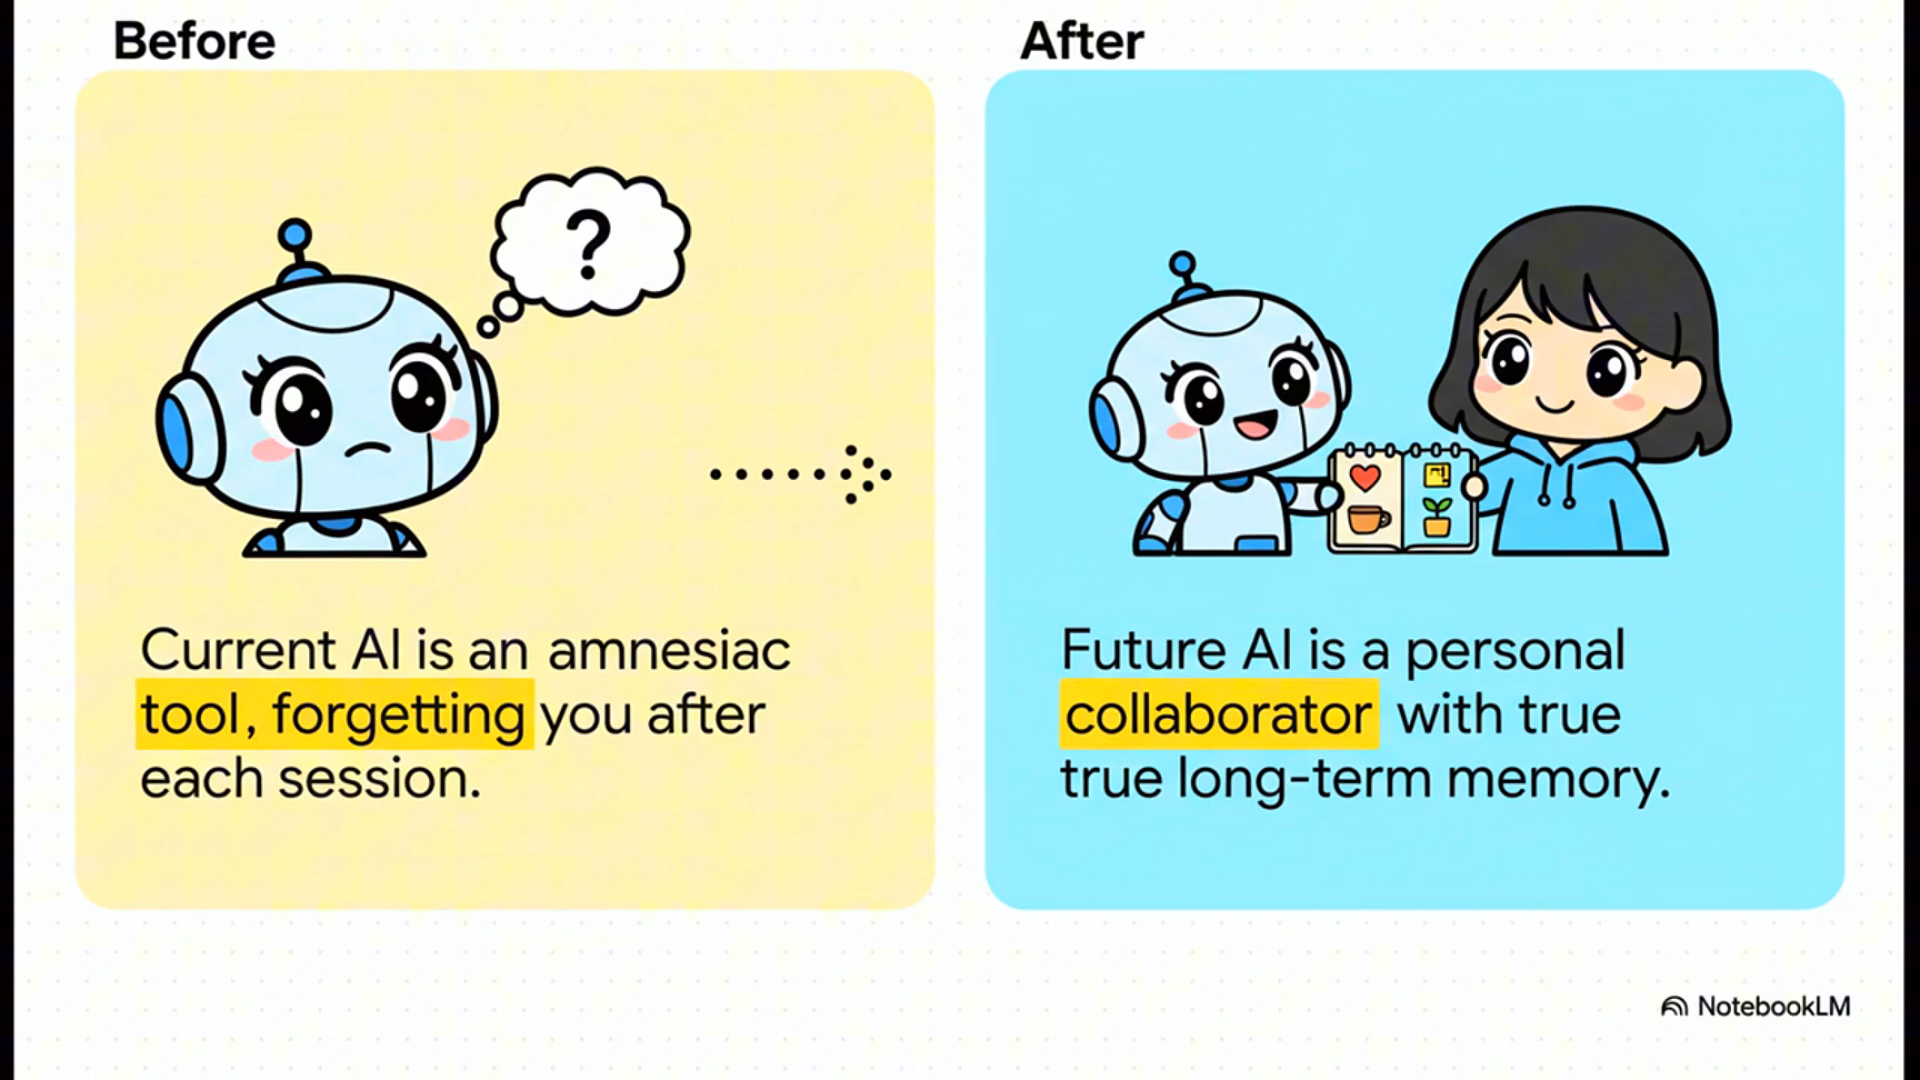 Before
Current AI is an amnesiac
tool, forgetting you after
each session.
After
?
Future AI is a personal
collaborator with true
true long-term memory.
NotebookLM